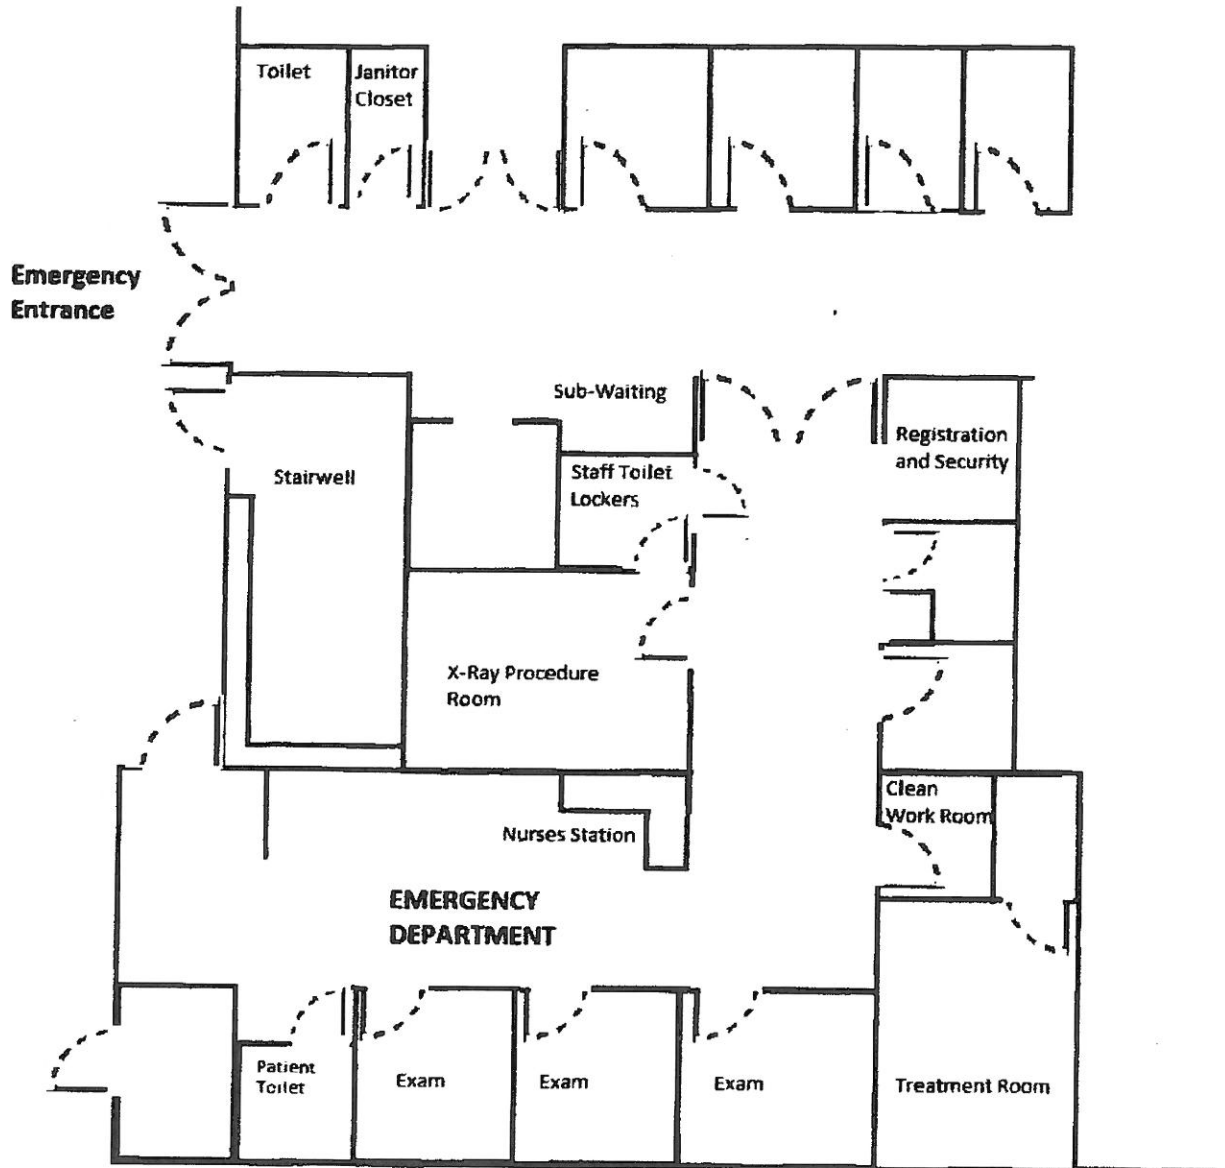 Toilet
Janitor
Closet
Emergency
Entrance
Sub-Waiting
Registration
and Security
Stairwell
Staff Toilet
Lockers
X-Ray Procedure
Room
Clean
Work Room
Nurses Station
EMERGENCY
DEPARTMENT
Patient
Toilet
Exam
Exam
Exam
Treatment Room